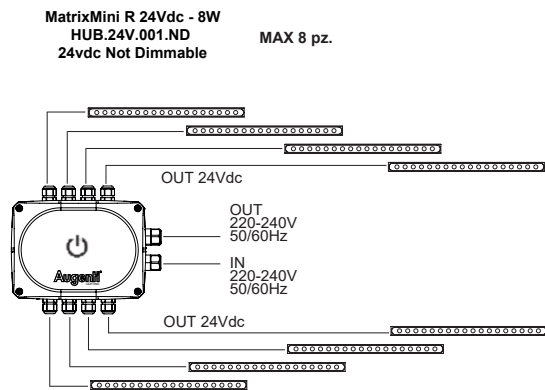 MatrixMini R 24Vdc - 8W
HUB.24V.001.ND
24vdc Not Dimmable
MAX 8 pz.
OUT 24Vdc
OUT
220-240V
50/60Hz
IN
220-240V
50/60Hz
Augenti
OUT 24Vdc